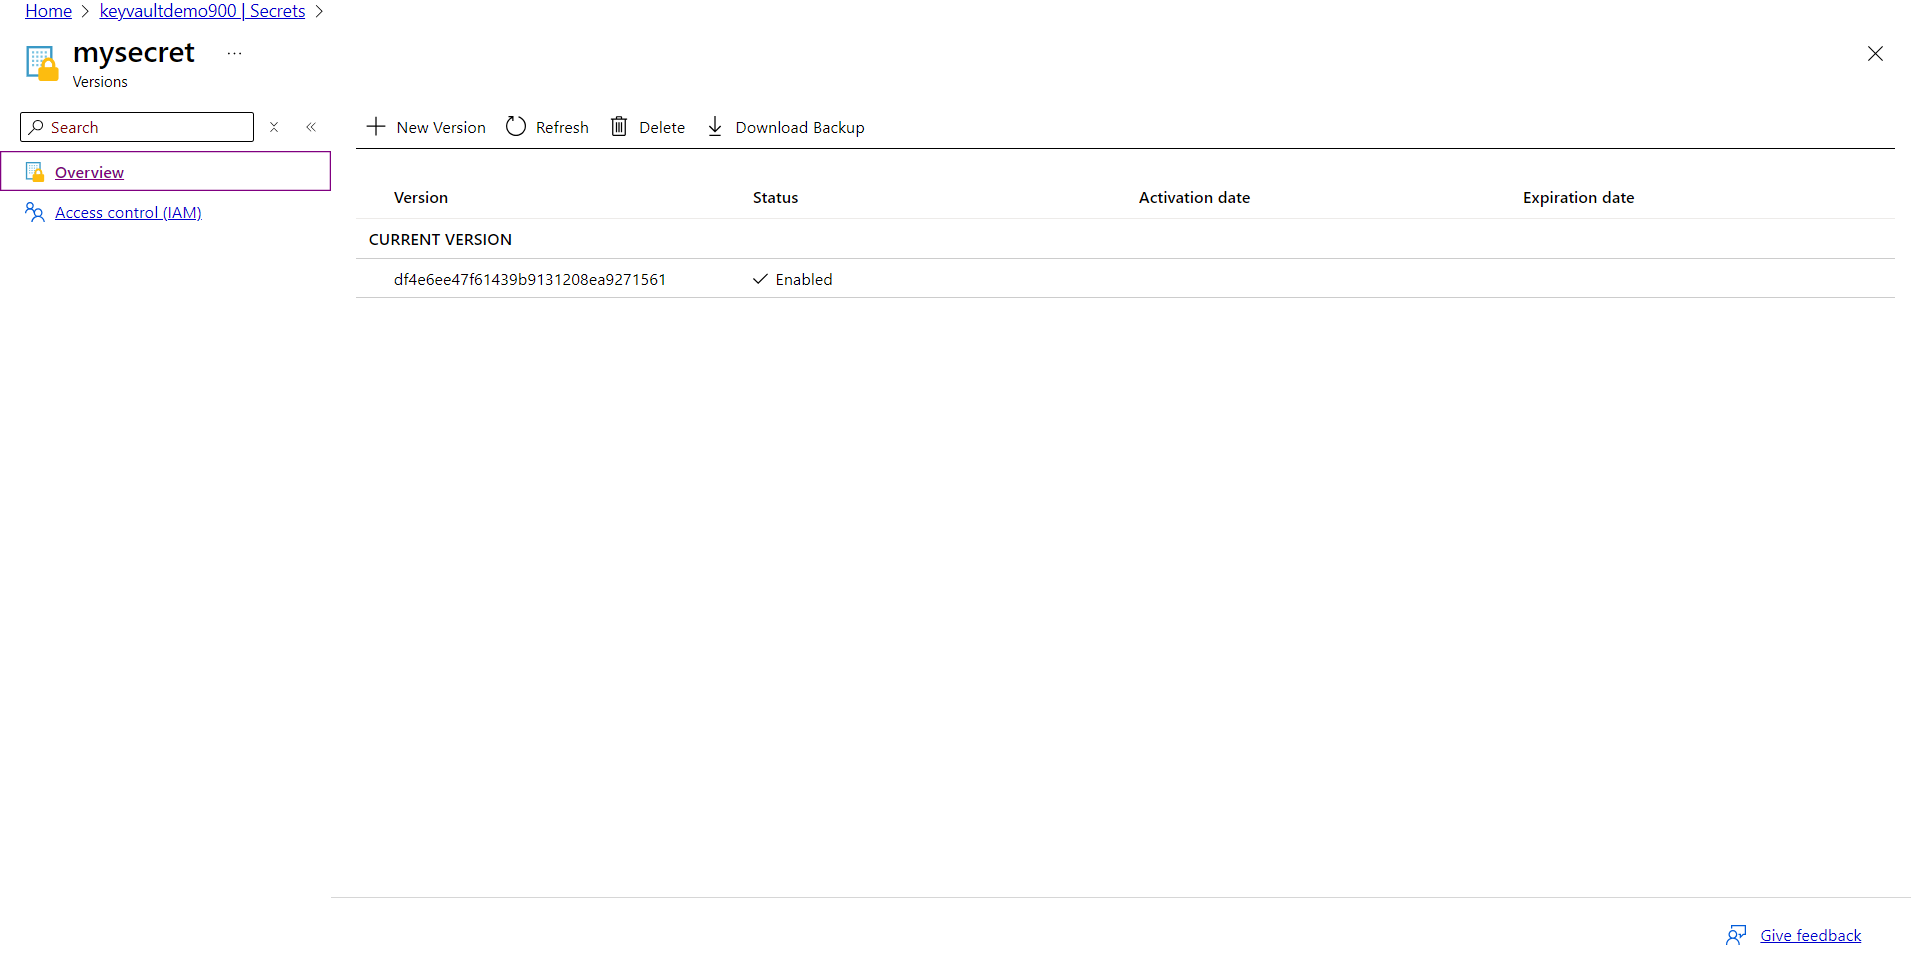 Home > keyvaultdemo900 | Secrets >
mysecret ...
Versions
Search
Overview
Access control (IAM)
New Version Refresh Delete Download Backup
Version Status Activation date Expiration date
CURRENT VERSION
df4e6ee47f61439b9131208ea9271561 Enabled
Give feedback